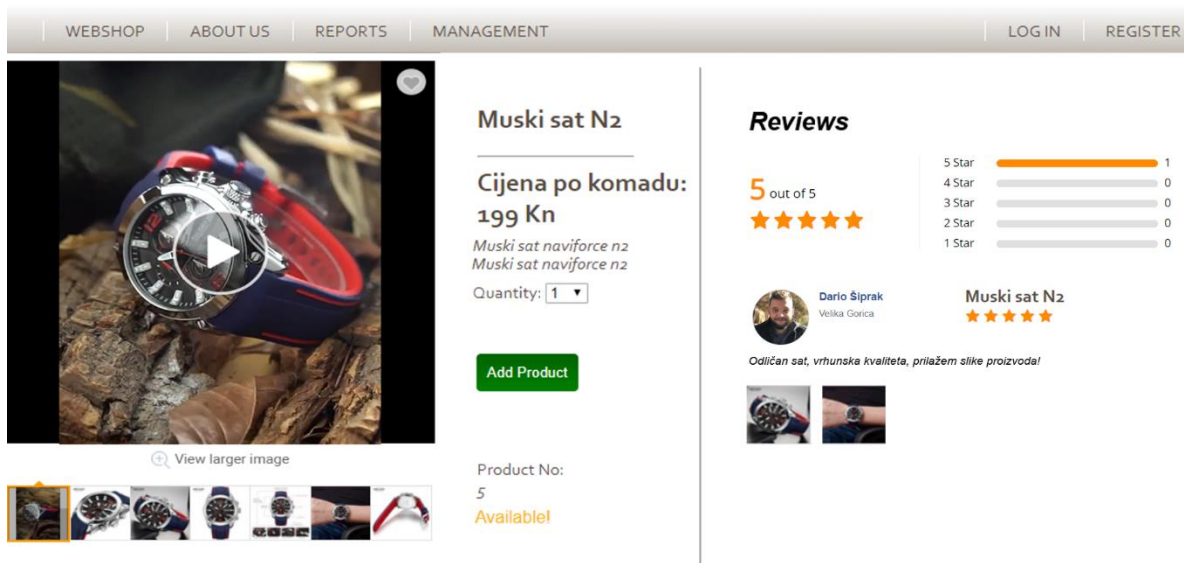 WEBSHOP
ABOUT US
REPORTS
MANAGEMENT
LOG IN
REGISTER
View larger image
Muski sat N2
Cijena po komadu:
199 Kn
Muski sat naviforce n2
Muski sat naviforce n2
Quantity: 1
Add Product
Product No:
5
Available!
Reviews
5 out of 5
5 Star 1
4 Star 0
3 Star 0
2 Star 0
1 Star 0
Dario Šiprak
Velika Gorica
Muski sat N2
Odličan sat, vrhunska kvaliteta, prilažem slike proizvoda!